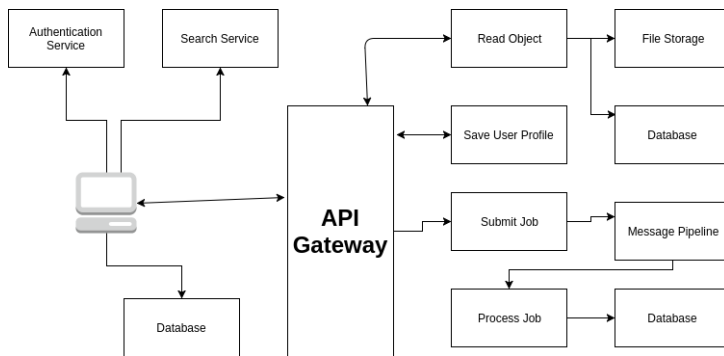 Authentication
Service
Search Service
Read Object
File Storage
Save User Profile
Database
API
Gateway
Submit Job
Message Pipeline
Database
Process Job
Database